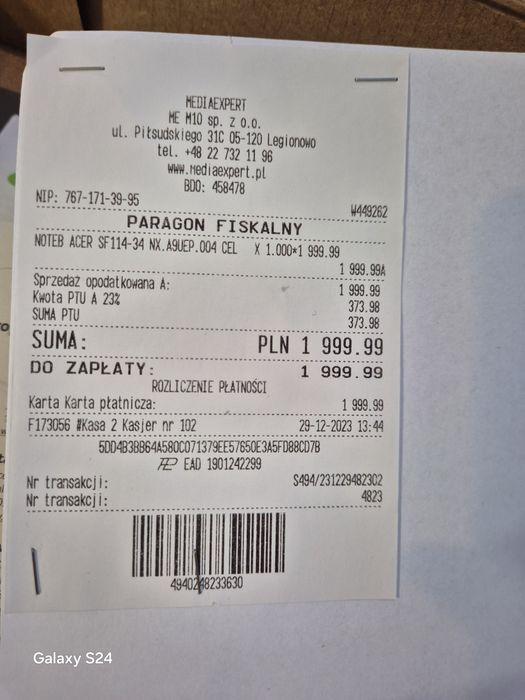 MEDIAEXPERT
ME M10 sp. z o.o.
ul. Piłsudskiego 31C 05-120 Legionowo
tel. +48 22 732 11 96
www.mediaexpert.pl
BDO: 458478
NIP: 767-171-39-95 W449262
PARAGON FISKALNY
NOTEB ACER SF114-34 NX.A9UEP.004 CEL X 1.000*1 999.99
1 999.99A
Sprzedaż opodatkowana A: 1 999.99
Kwota PTU A 23% 373.98
SUMA PTU 373.98
SUMA: PLN 1 999.99
DO ZAPŁATY: 1 999.99
ROZLICZENIE PŁATNOŚCI
Karta Karta płatnicza: 1 999.99
F173056 #Kasa 2 Kasjer nr 102 29-12-2023 13:44
5DD4B3BB64A580C071379EE57650E3A5FD88CD7B
EAD 1901242299
Nr transakcji: S494/231229482302
Nr transakcji: 4823
4940248233630
Galaxy S24